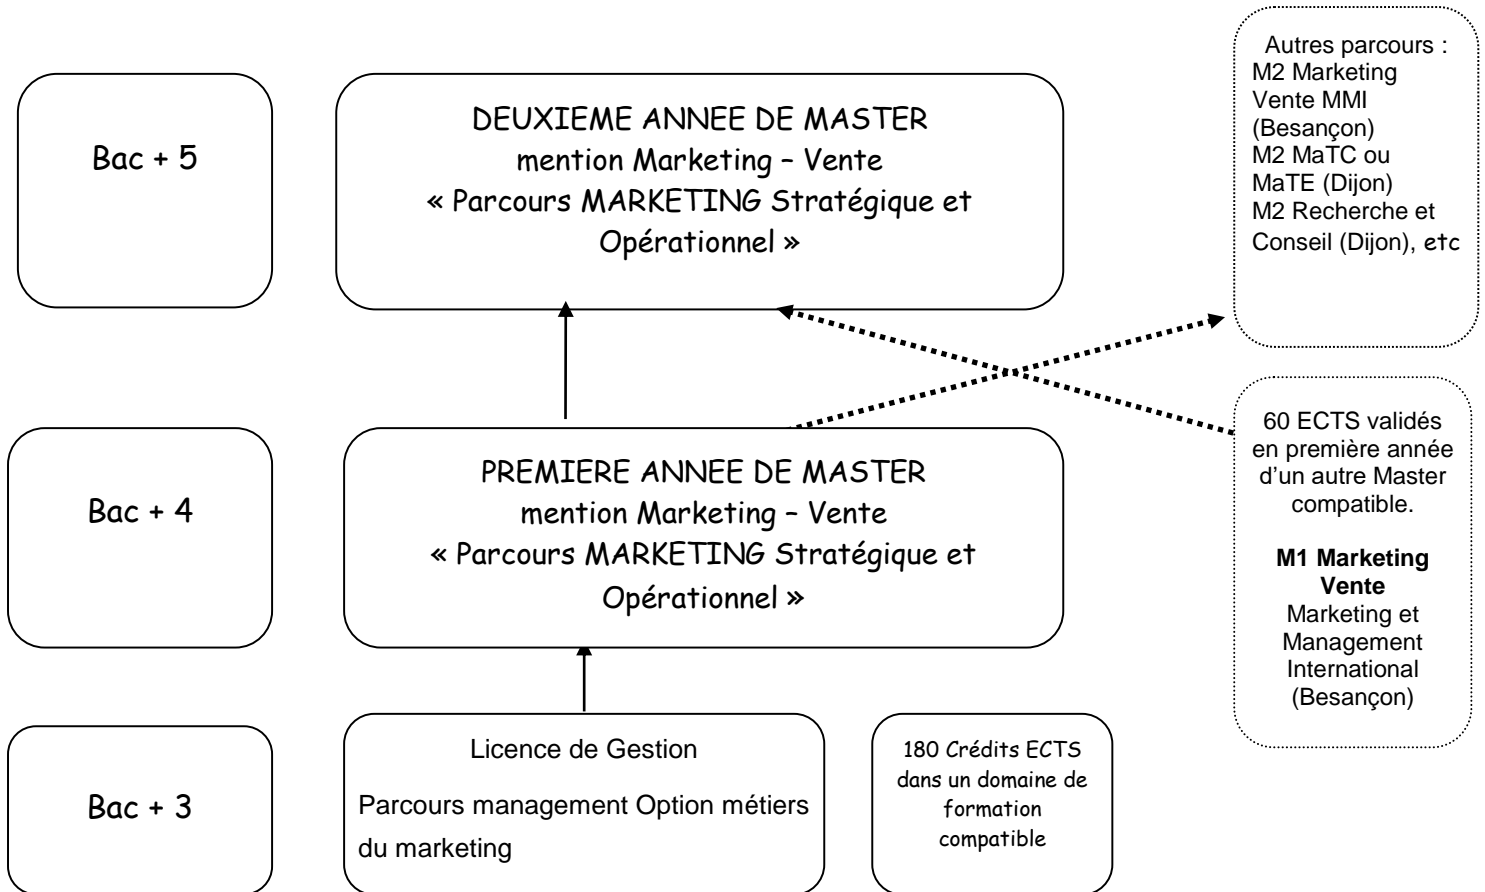 Autres parcours :
M2 Marketing
Vente MMI
(Besançon)
M2 MaTC ou
MaTE (Dijon)
M2 Recherche et
Conseil (Dijon), etc
Bac + 5
DEUXIEME ANNEE DE MASTER
mention Marketing – Vente
« Parcours MARKETING Stratégique et
Opérationnel »
Bac + 4
PREMIERE ANNEE DE MASTER
mention Marketing – Vente
« Parcours MARKETING Stratégique et
Opérationnel »
60 ECTS validés
en première année
d'un autre Master
compatible.
M1 Marketing
Vente
Marketing et
Management
International
(Besançon)
Bac + 3
Licence de Gestion
Parcours management Option métiers
du marketing
180 Crédits ECTS
dans un domaine de
formation
compatible